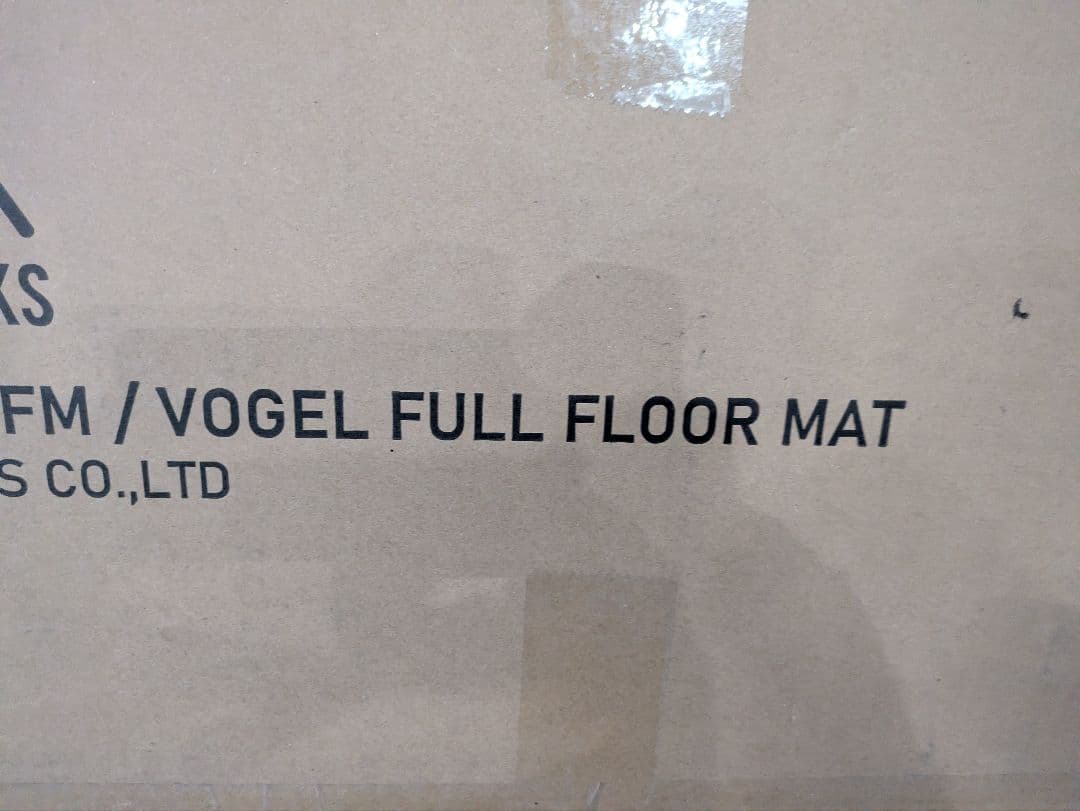 KS
FM / VOGEL FULL FLOOR MAT
S CO.,LTD